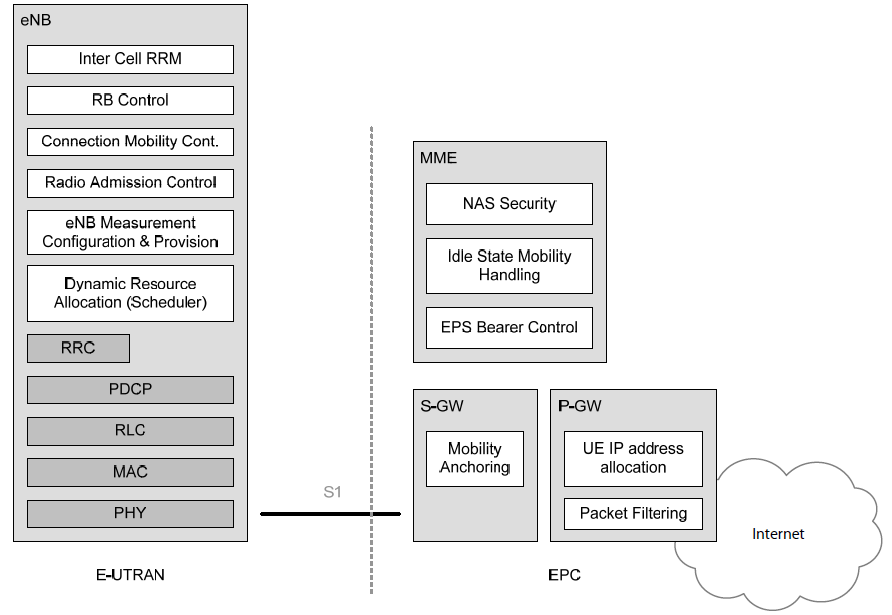 eNB
Inter Cell RRM
RB Control
Connection Mobility Cont.
Radio Admission Control
eNB Measurement
Configuration & Provision
Dynamic Resource
Allocation (Scheduler)
RRC
PDCP
RLC
MAC
PHY
E-UTRAN
S1
MME
NAS Security
Idle State Mobility
Handling
EPS Bearer Control
S-GW
Mobility
Anchoring
P-GW
UE IP address
allocation
Packet Filtering
EPC
Internet